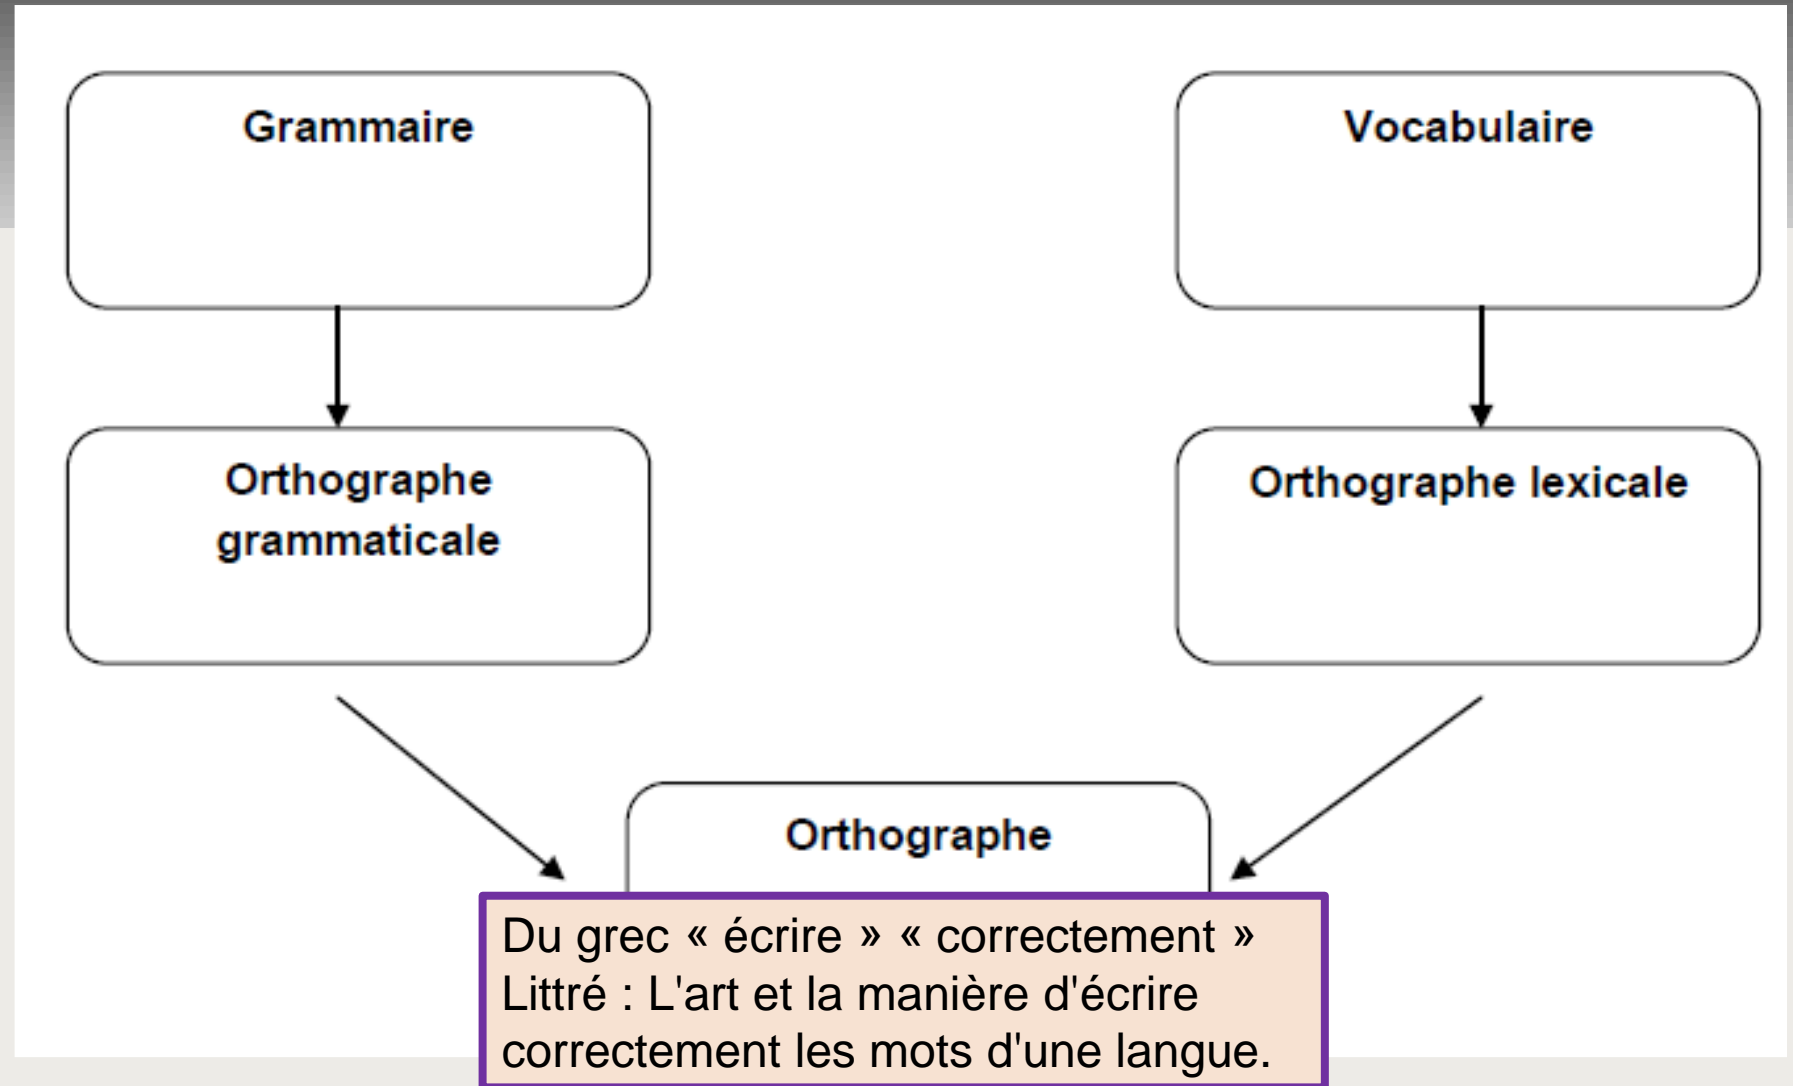 Grammaire
Vocabulaire
Orthographe
grammaticale
Orthographe lexicale
Orthographe
Du grec « écrire » « correctement »
Littré : L'art et la manière d'écrire
correctement les mots d'une langue.